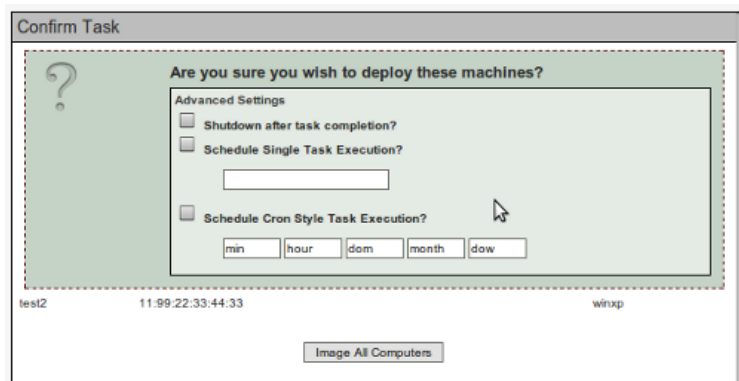 Confirm Task
?
Are you sure you wish to deploy these machines?
Advanced Settings
Shutdown after task completion?
Schedule Single Task Execution?
Schedule Cron Style Task Execution?
min hour dom month dow
test2 11:99:22:33:44:33 winxp
Image All Computers